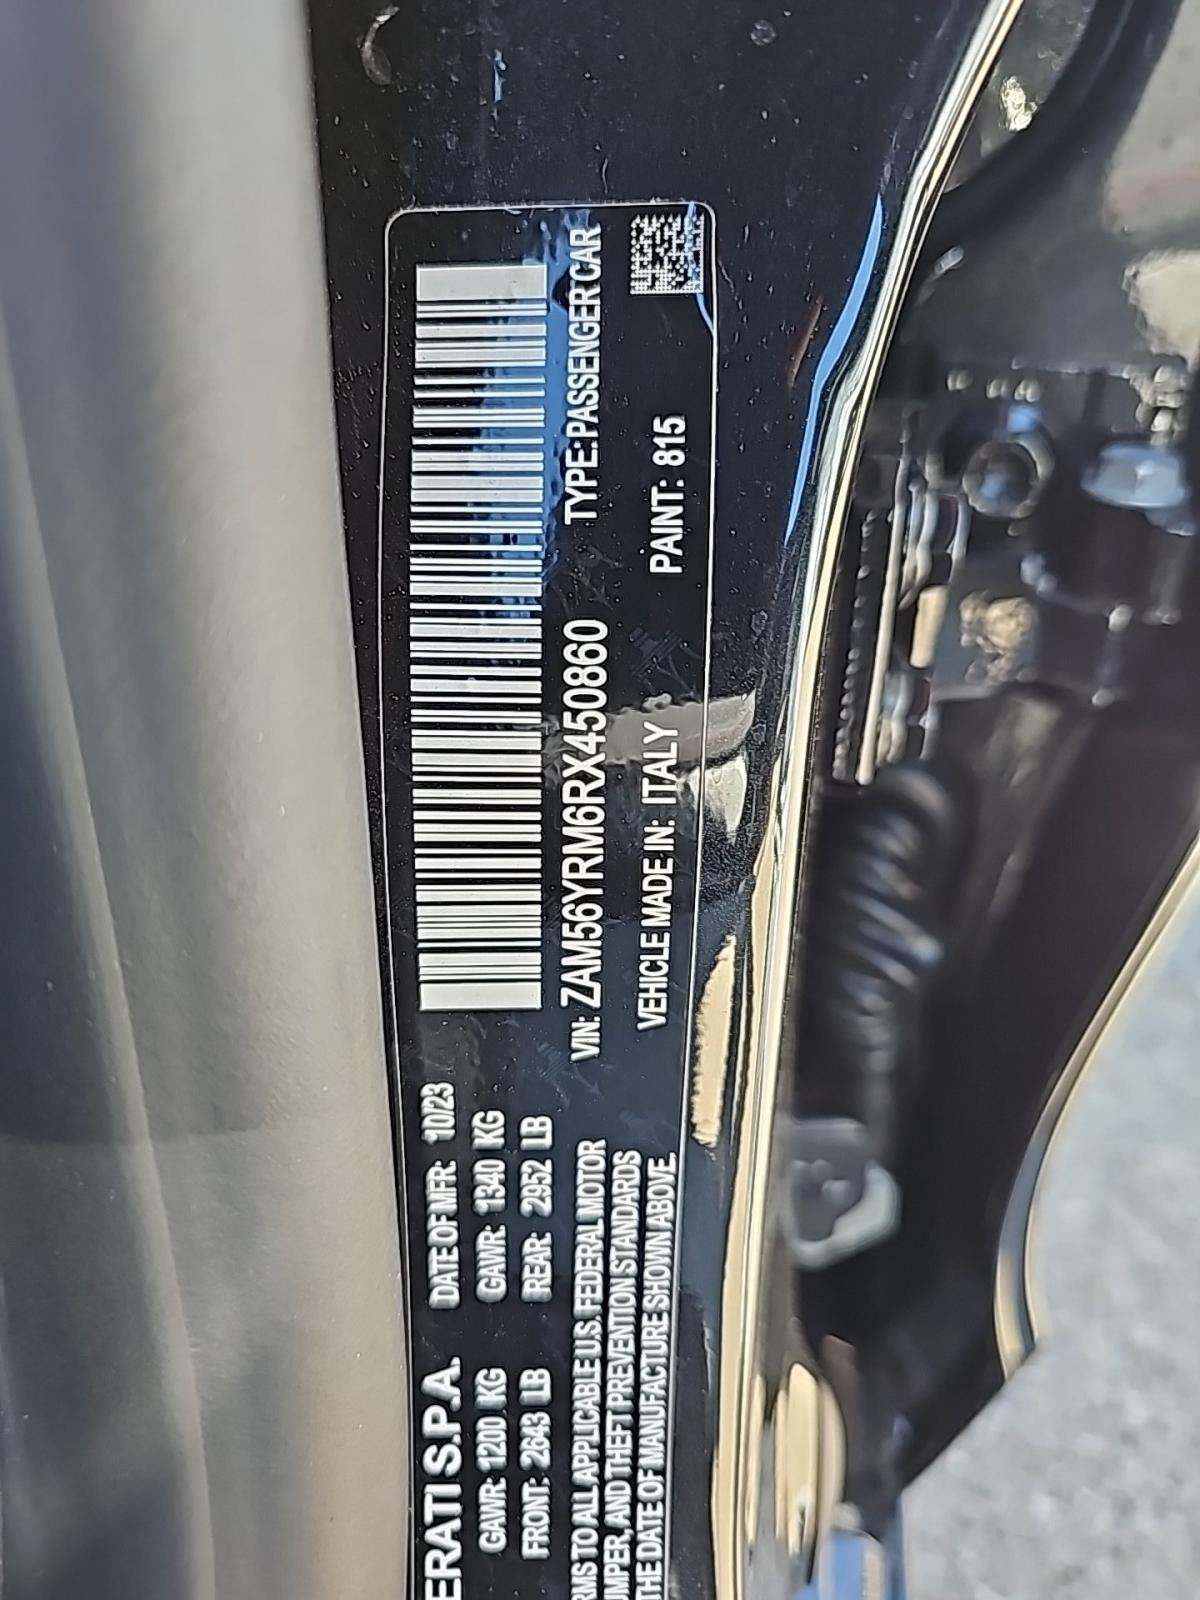 ERATI S.P.A. DATE OF MFR: 10/23
GAWR: 1200 KG GAWR: 1340 KG
FRONT: 2643 LB REAR: 2952 LB
RMS TO ALL APPLICABLE U.S. FEDERAL MOTOR
UMPER, AND THEFT PREVENTION STANDARDS
THE DATE OF MANUFACTURE SHOWN ABOVE.
VIN: ZAM56YRM6RX450860 TYPE: PASSENGER CAR
VEHICLE MADE IN: ITALY PAINT: 815